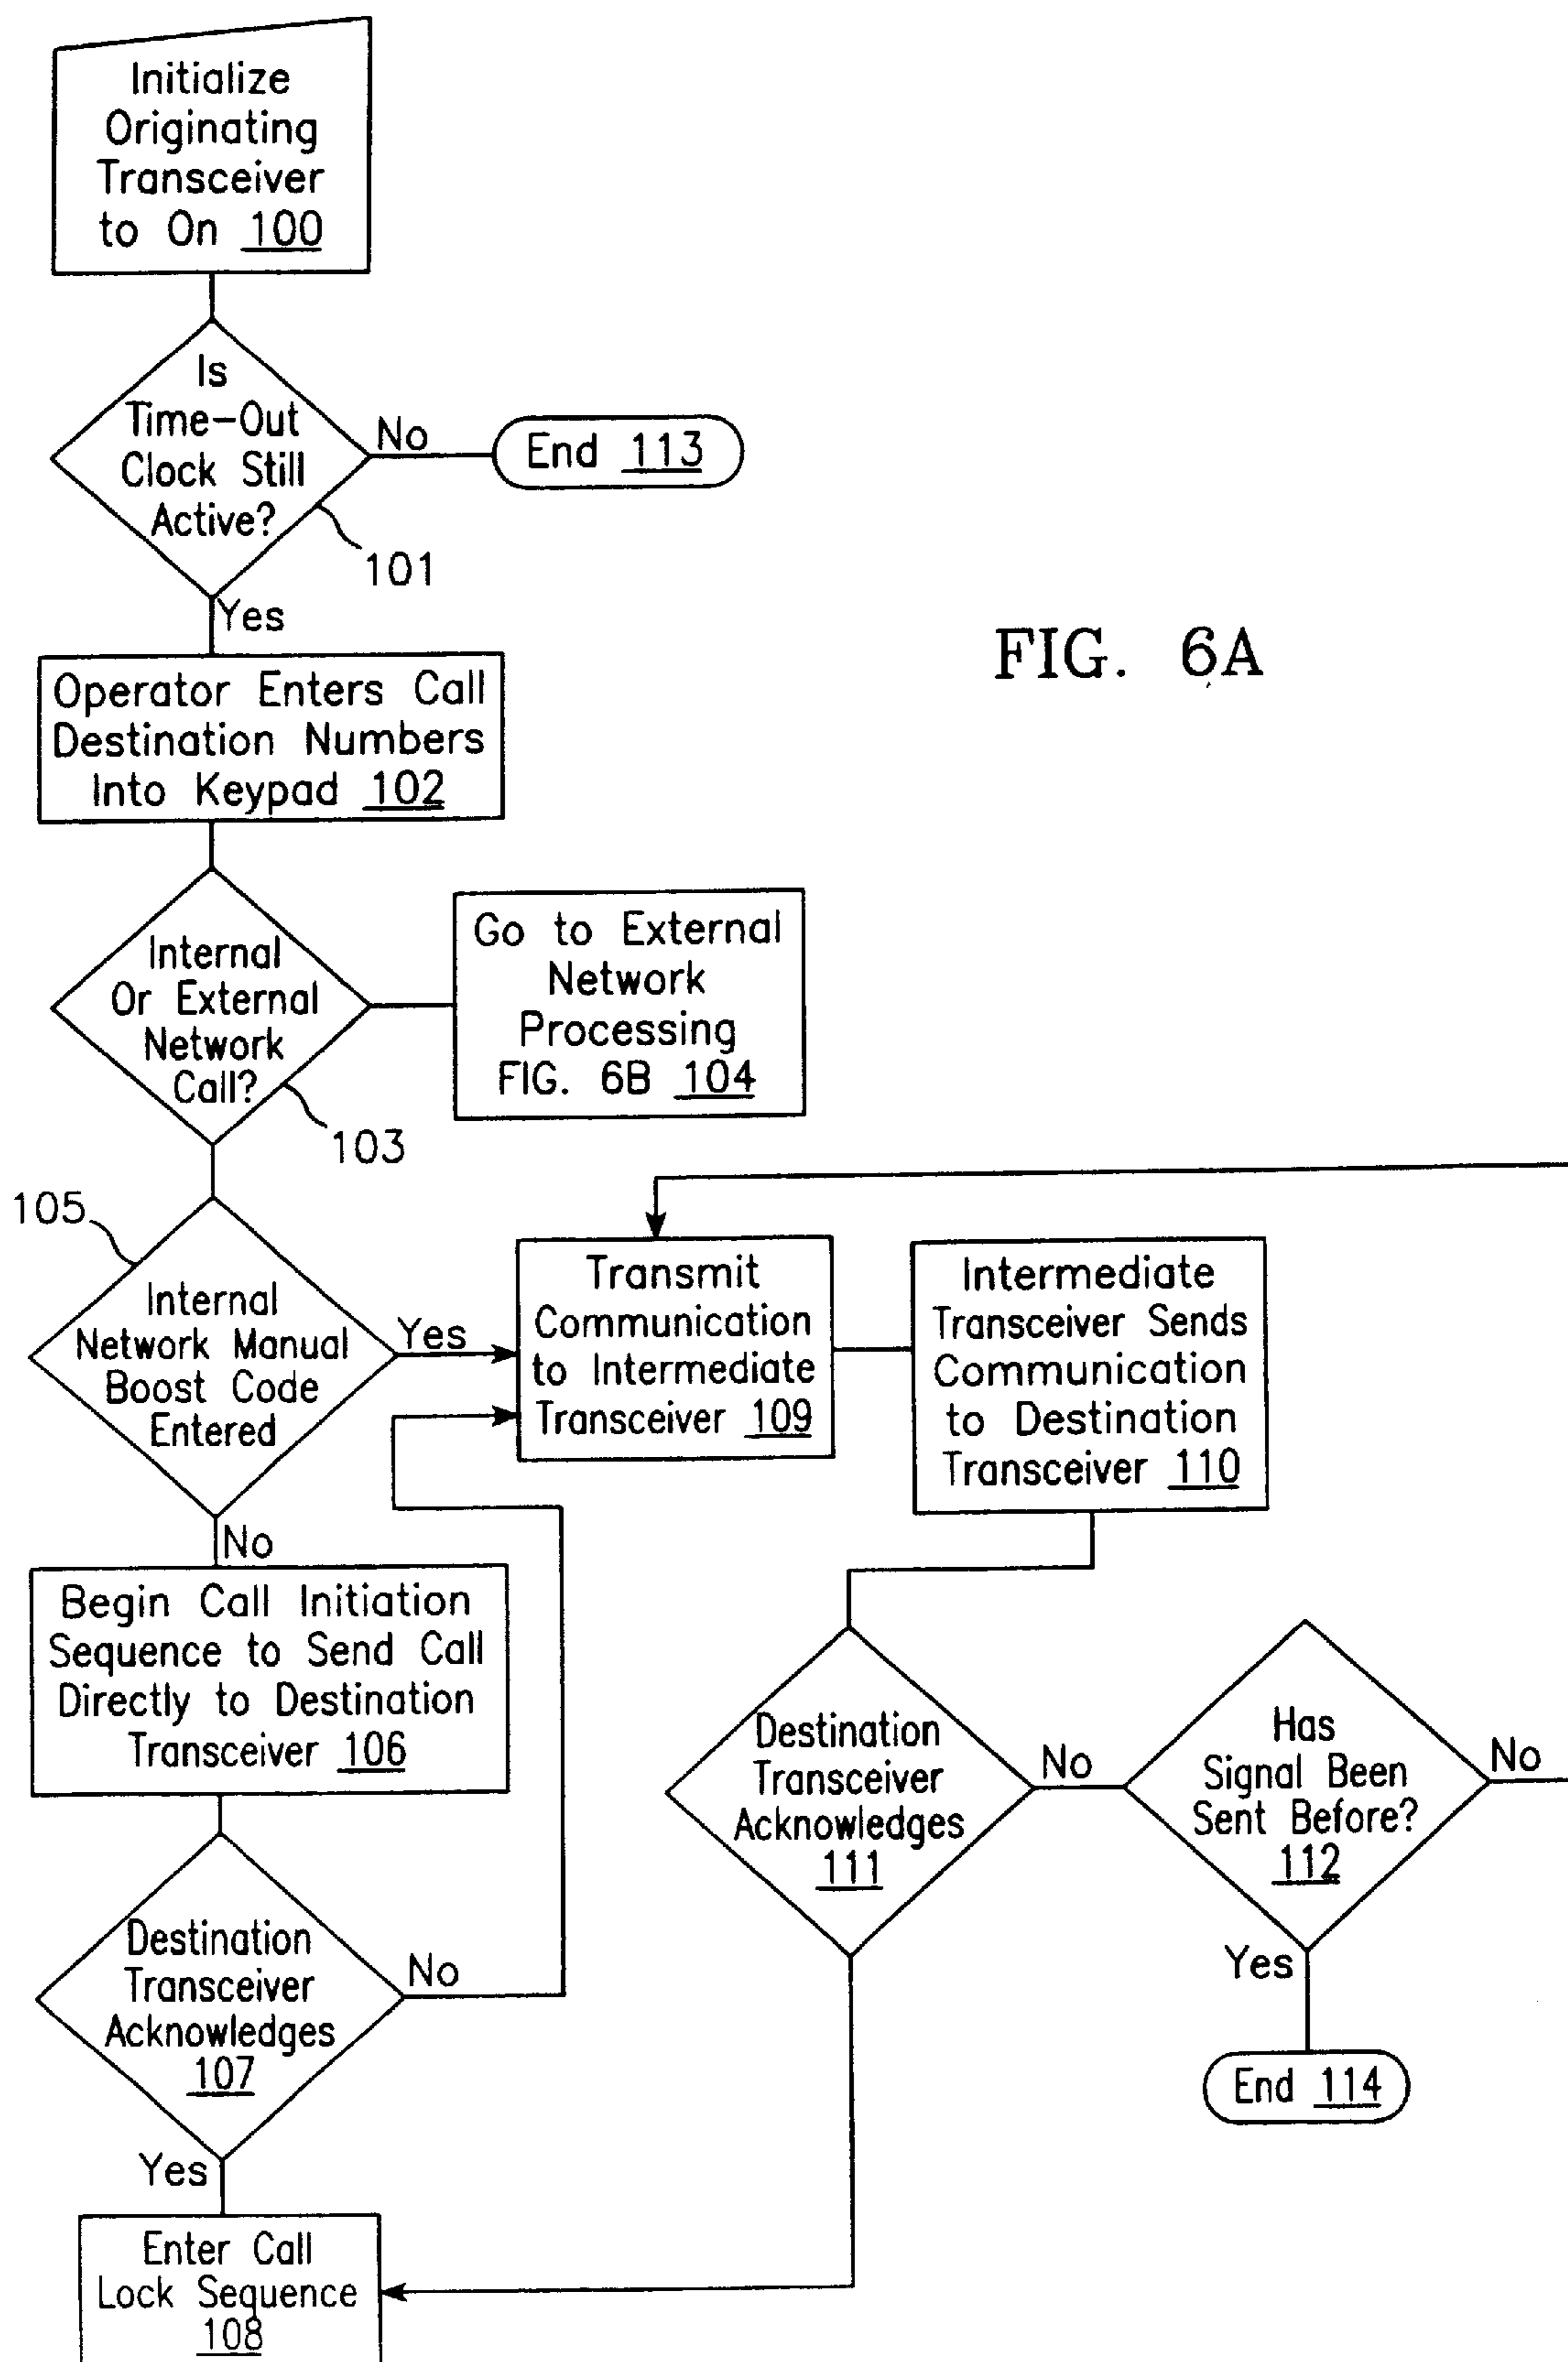 Initialize
Originating
Transceiver
to On 100
Is
Time-Out
Clock Still
Active?
No
End 113
101
Yes
Operator Enters Call
Destination Numbers
Into Keypad 102
FIG. 6A
Internal
Or External
Network
Call?
103
Go to External
Network
Processing
FIG. 6B 104
105
Internal
Network Manual
Boost Code
Entered
Yes
Transmit
Communication
to Intermediate
Transceiver 109
Intermediate
Transceiver Sends
Communication
to Destination
Transceiver 110
No
Begin Call Initiation
Sequence to Send Call
Directly to Destination
Transceiver 106
Destination
Transceiver
Acknowledges
111
No
Has
Signal Been
Sent Before?
112
No
Yes
End 114
Destination
Transceiver
Acknowledges
107
No
Yes
Enter Call
Lock Sequence
108